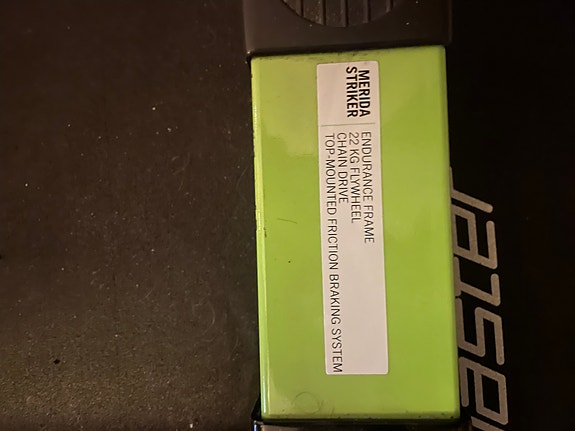 MERIDA
STRIKER
ENDURANCE FRAME
22 KG FLYWHEEL
CHAIN DRIVE
TOP-MOUNTED FRICTION BRAKING SYSTEM